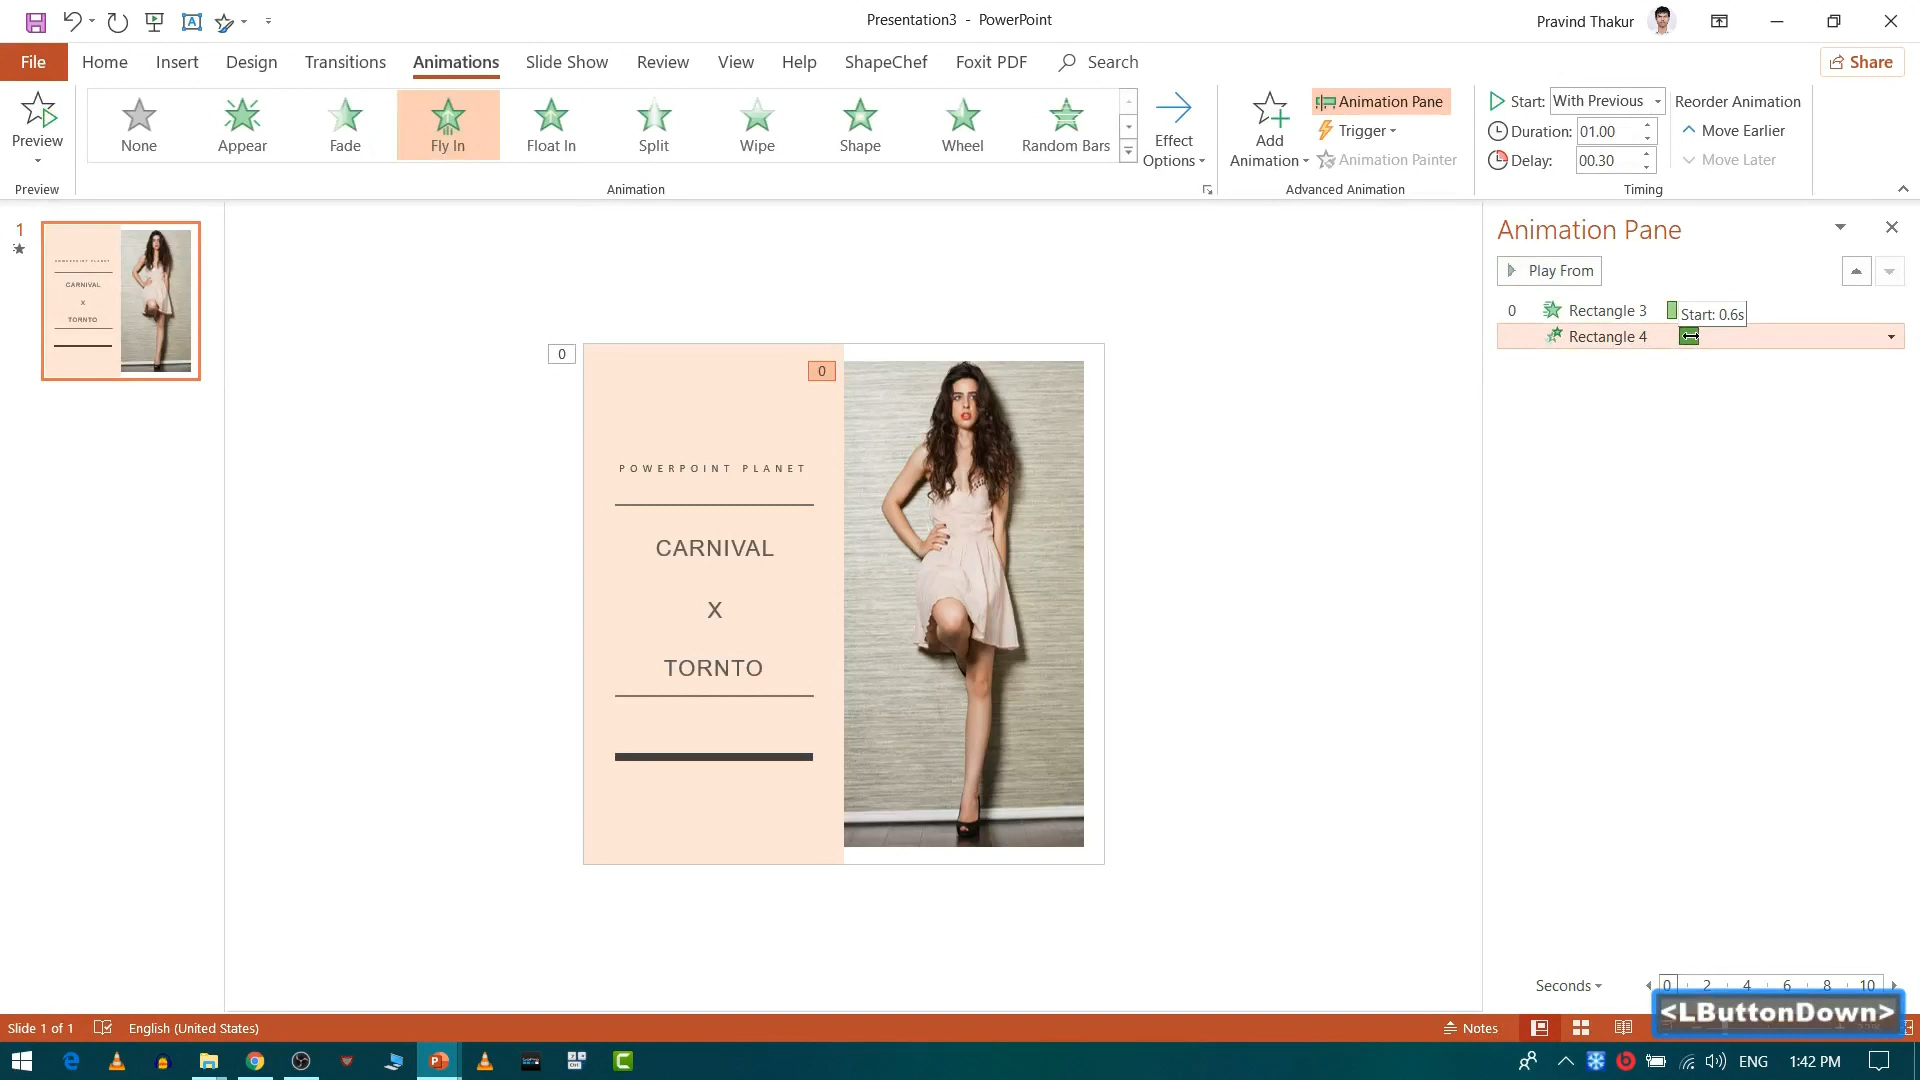 Presentation3 - PowerPoint
Pravind Thakur
File
Home
Insert
Design
Transitions
Animations
Slide Show
Review
View
Help
ShapeChef
Foxit PDF
Search
Share
Preview
None
Appear
Fade
Fly In
Float In
Split
Wipe
Shape
Wheel
Random Bars
Effect
Options
Add
Animation
Animation Pane
Trigger
Animation Painter
Start: With Previous
Duration: 01.00
Delay: 00.30
Reorder Animation
Move Earlier
Move Later
Preview
Animation
Advanced Animation
Timing
1
POWERPOINT PLANET
CARNIVAL
X
TORNTO
0
0
POWERPOINT PLANET
CARNIVAL
X
TORNTO
Animation Pane
Play From
0 Rectangle 3
Start: 0.6s
Rectangle 4
Seconds
0 2 4 6 8 10
<LButtonDown>
Slide 1 of 1
English (United States)
Notes
ENG
1:42 PM